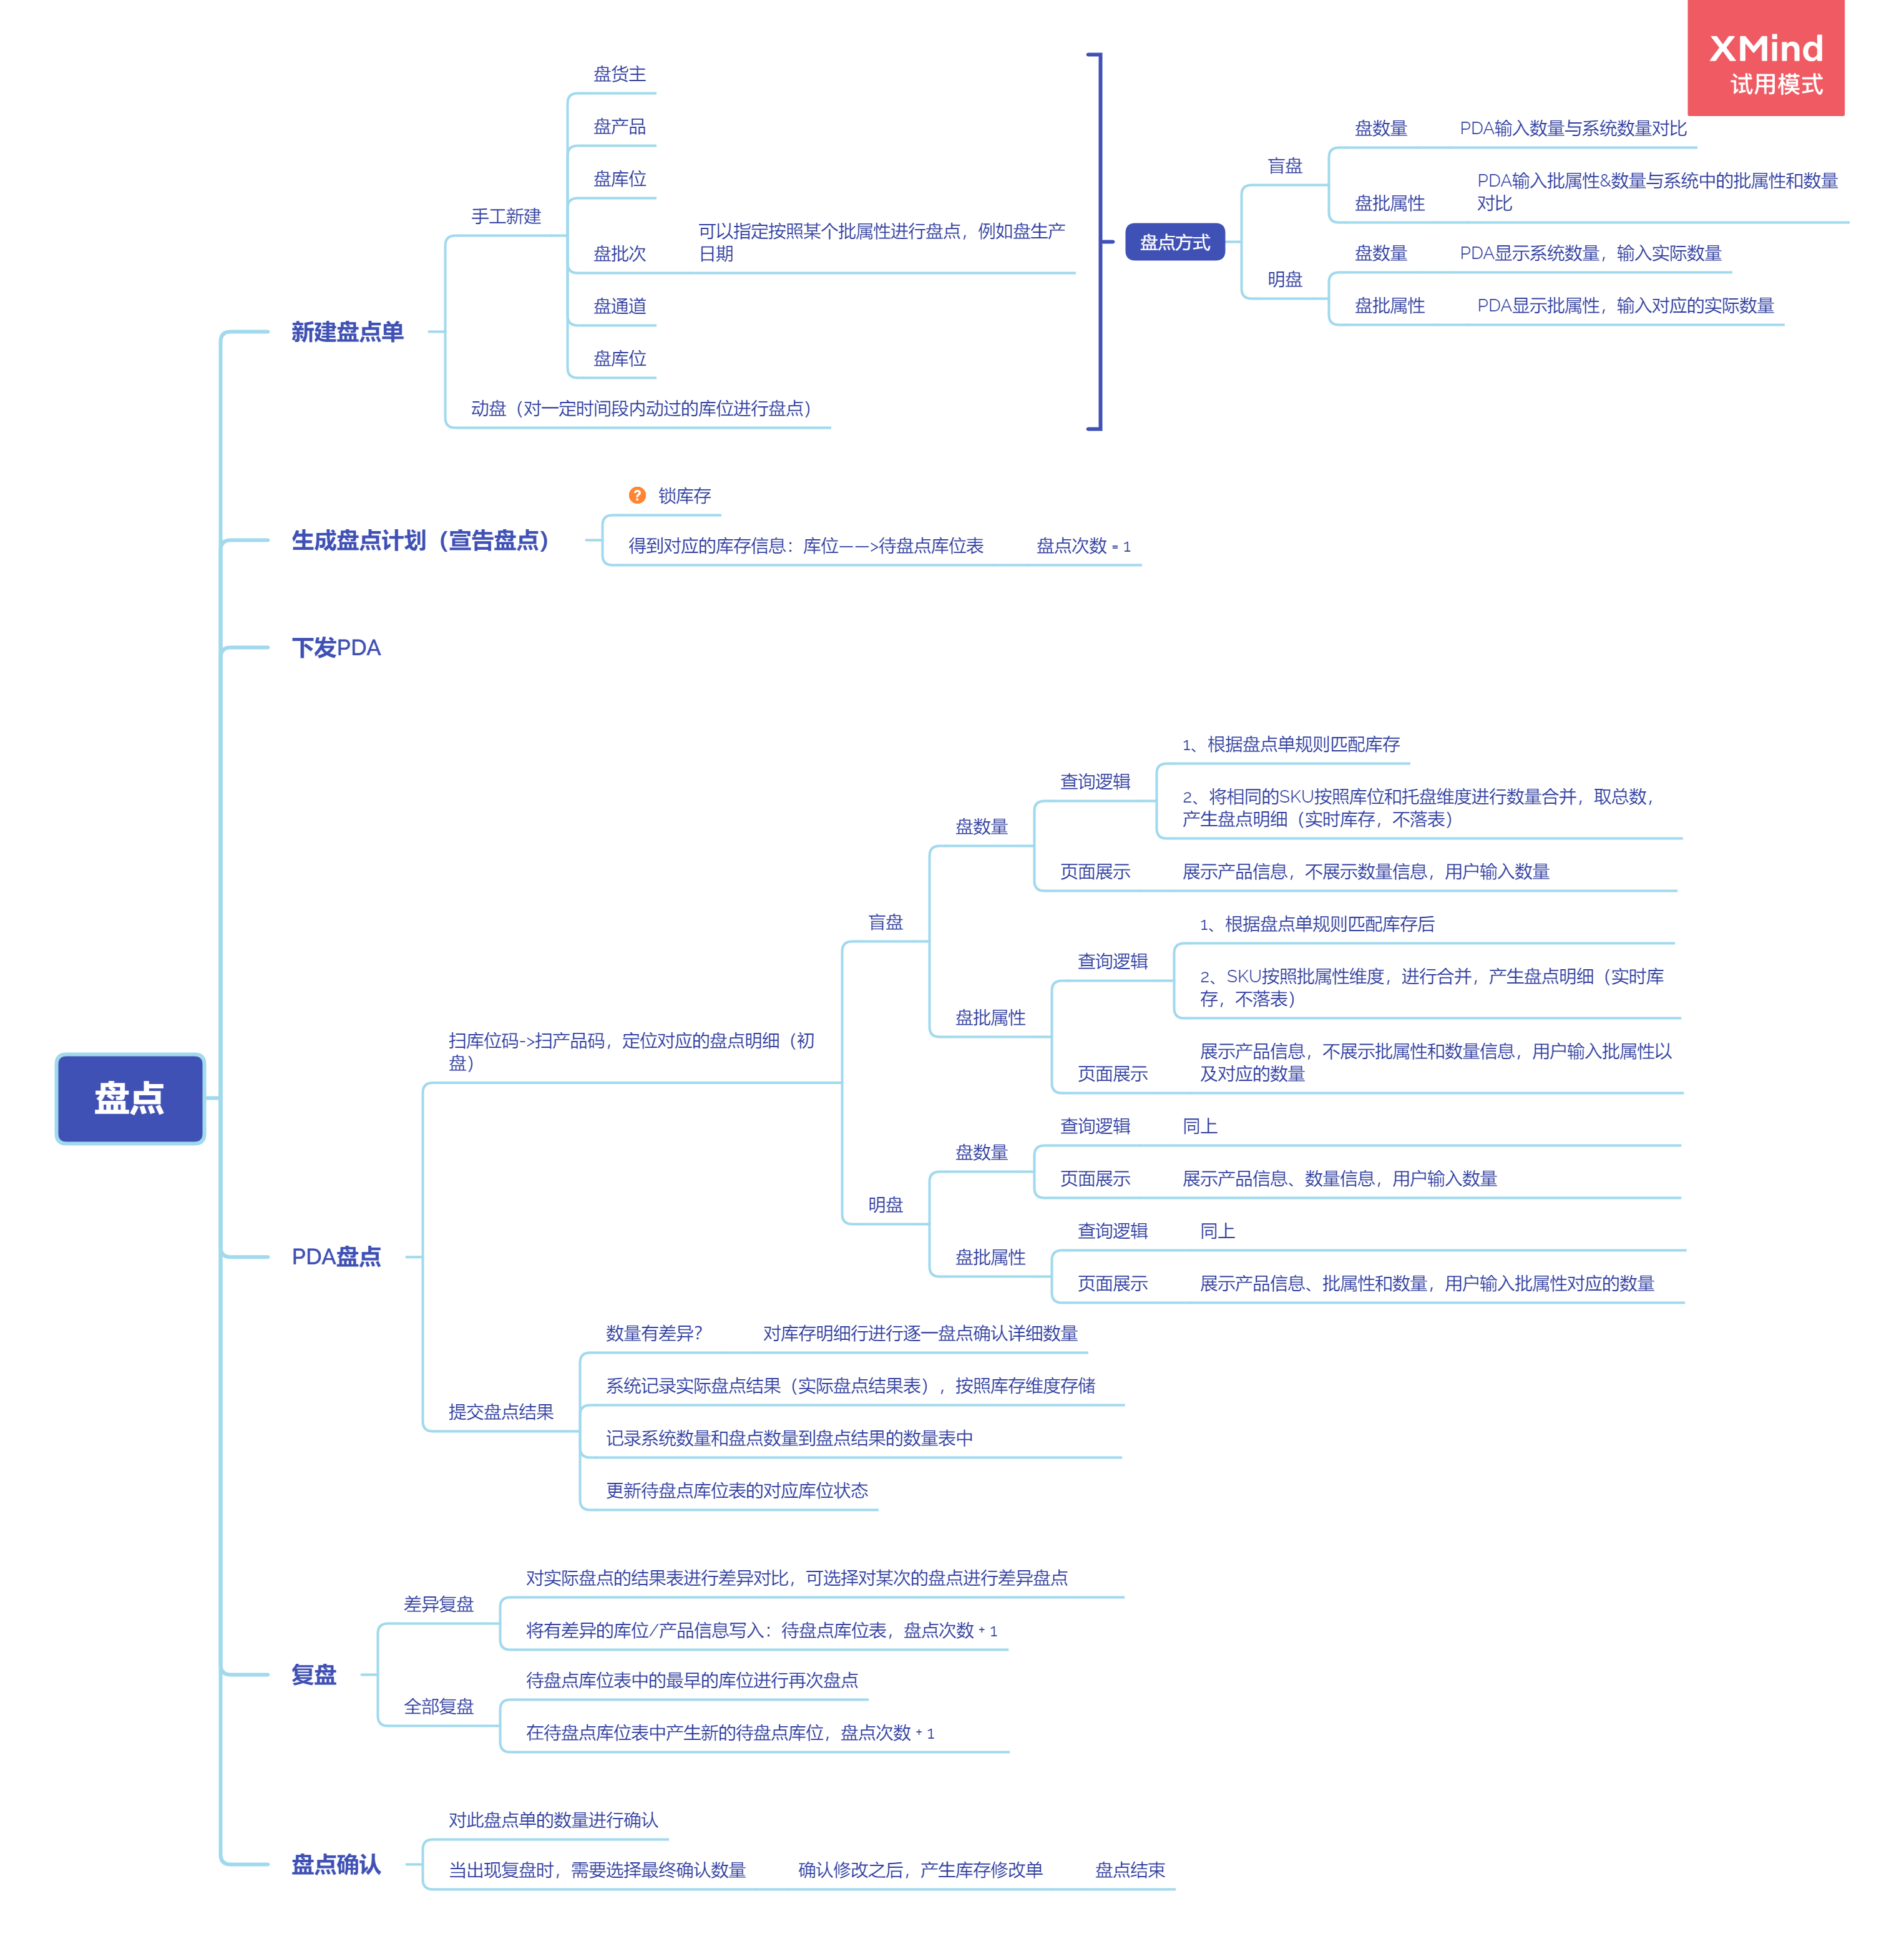 XMind
试用模式
盘点
新建盘点单
手工新建
盘货主
盘产品
盘库位
盘批次
可以指定按照某个批属性进行盘点，例如盘生产
日期
盘通道
盘库位
动盘（对一定时间段内动过的库位进行盘点）
盘点方式
盲盘
盘数量
PDA输入数量与系统数量对比
盘批属性
PDA输入批属性&数量与系统中的批属性和数量
对比
明盘
盘数量
PDA显示系统数量，输入实际数量
盘批属性
PDA显示批属性，输入对应的实际数量
生成盘点计划（宣告盘点）
? 锁库存
得到对应的库存信息：库位——>待盘点库位表
盘点次数 = 1
下发PDA
PDA盘点
扫库位码->扫产品码，定位对应的盘点明细（初
盘）
盲盘
盘数量
查询逻辑
1、根据盘点单规则匹配库存
2、将相同的SKU按照库位和托盘维度进行数量合并，取总数，
产生盘点明细（实时库存，不落表）
页面展示
展示产品信息，不展示数量信息，用户输入数量
盘批属性
查询逻辑
1、根据盘点单规则匹配库存后
2、SKU按照批属性维度，进行合并，产生盘点明细（实时库
存，不落表）
页面展示
展示产品信息，不展示批属性和数量信息，用户输入批属性以
及对应的数量
明盘
盘数量
查询逻辑
同上
页面展示
展示产品信息、数量信息，用户输入数量
盘批属性
查询逻辑
同上
页面展示
展示产品信息、批属性和数量，用户输入批属性对应的数量
提交盘点结果
数量有差异？
对库存明细行进行逐一盘点确认详细数量
系统记录实际盘点结果（实际盘点结果表），按照库存维度存储
记录系统数量和盘点数量到盘点结果的数量表中
更新待盘点库位表的对应库位状态
复盘
差异复盘
对实际盘点的结果表进行差异对比，可选择对某次的盘点进行差异盘点
将有差异的库位/产品信息写入：待盘点库位表，盘点次数 + 1
全部复盘
待盘点库位表中的最早的库位进行再次盘点
在待盘点库位表中产生新的待盘点库位，盘点次数 + 1
盘点确认
对此盘点单的数量进行确认
当出现复盘时，需要选择最终确认数量
确认修改之后，产生库存修改单
盘点结束